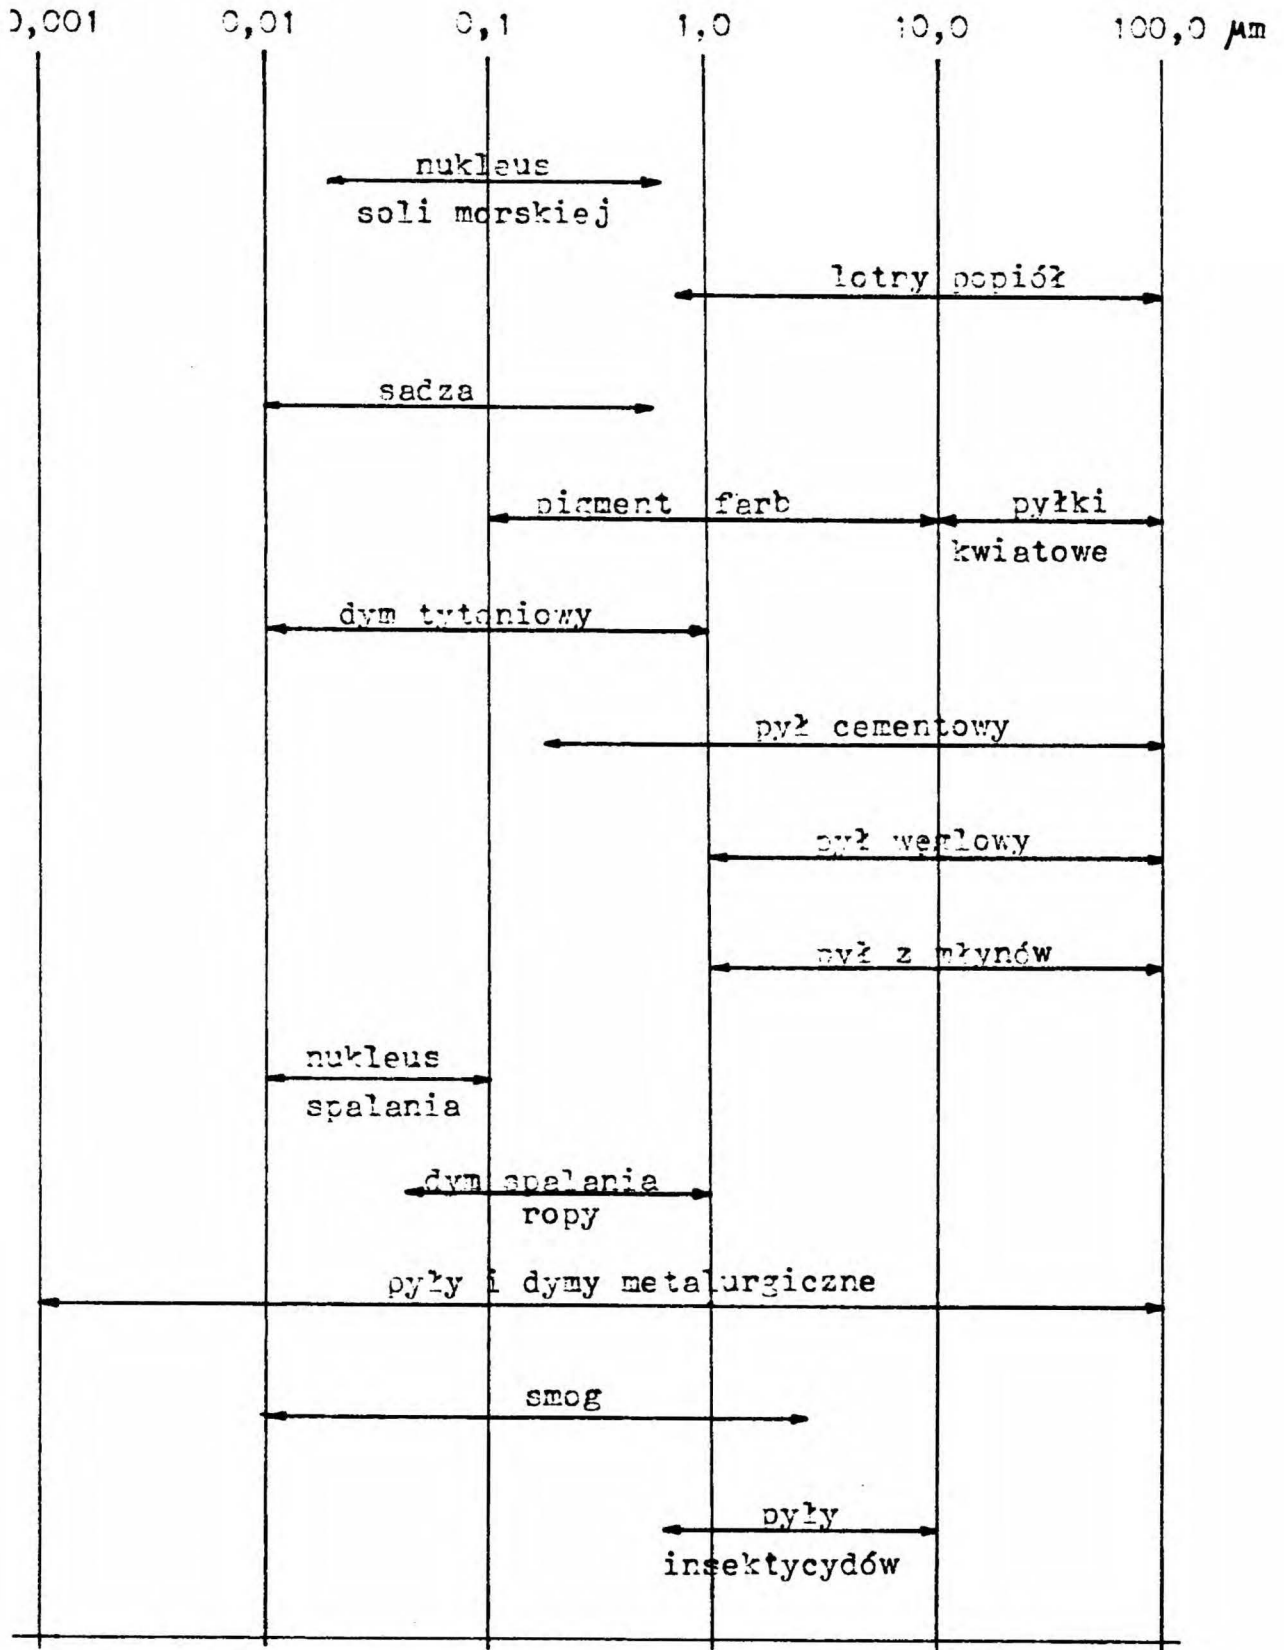 0,001 0,01 0,1 1,0 10,0 100,0 µm
nukleus
soli morskiej
lotny popiół
sadza
pigment farb pyłki
kwiatowe
dym tytoniowy
pył cementowy
pył węglowy
pył z młynów
nukleus
spalania
dym spalania
ropy
pyły i dymy metalurgiczne
smog
pyły
insektycydów